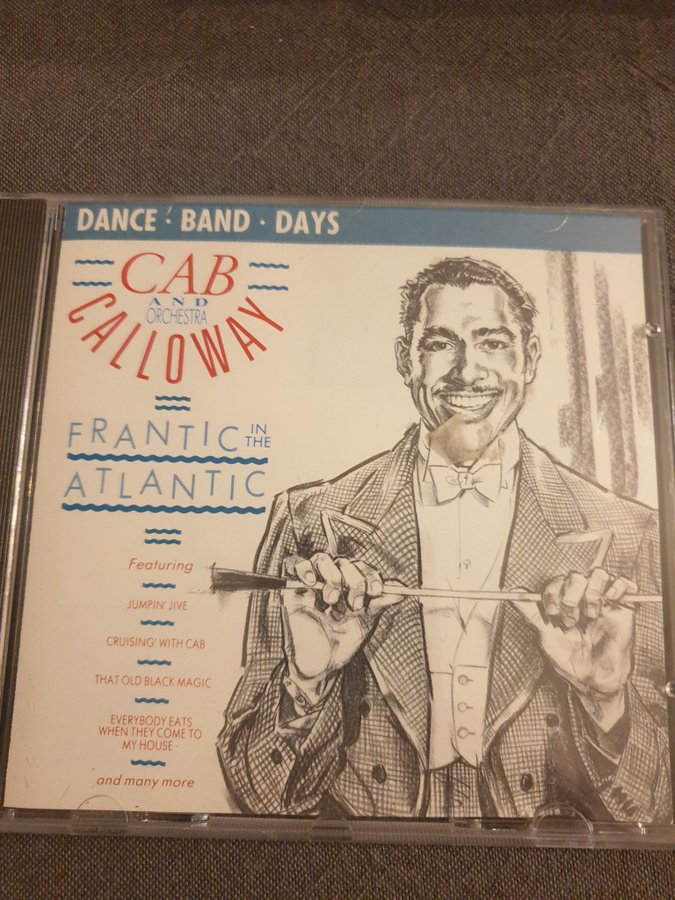 DANCE · BAND · DAYS
CAB
AND
ORCHESTRA
CALLOWAY
FRANTIC IN THE
ATLANTIC
Featuring
JUMPIN' JIVE
CRUISING' WITH CAB
THAT OLD BLACK MAGIC
EVERYBODY EATS
WHEN THEY COME TO
MY HOUSE ·
and many more